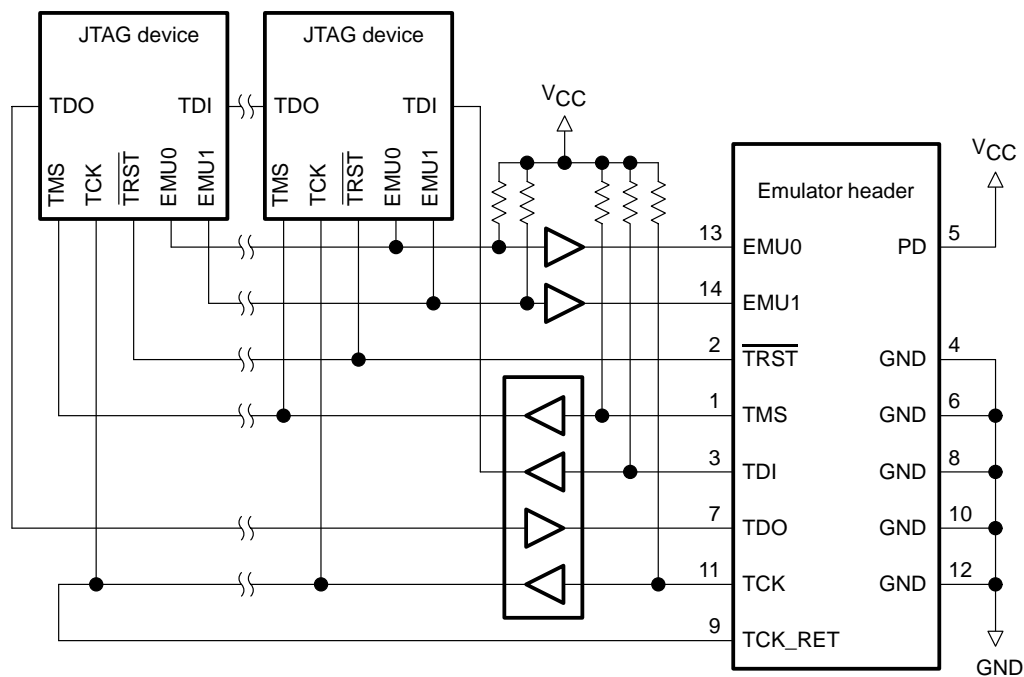 JTAG device
JTAG device
TDO
TDI
TDO
TDI
TMS
TCK
TRST
EMU0
EMU1
TMS
TCK
TRST
EMU0
EMU1
VCC
VCC
Emulator header
13
EMU0
PD
5
14
EMU1
2
TRST
GND
4
1
TMS
GND
6
3
TDI
GND
8
7
TDO
GND
10
11
TCK
GND
12
9
TCK_RET
GND